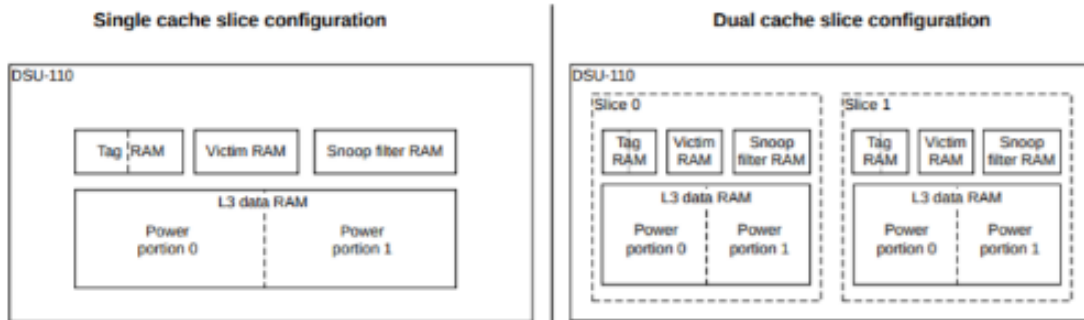 Single cache slice configuration
DSU-110
Tag RAM
Victim RAM
Snoop filter RAM
L3 data RAM
Power
portion 0
Power
portion 1
Dual cache slice configuration
DSU-110
Slice 0
Tag
RAM
Victim
RAM
Snoop
filter RAM
L3 data RAM
Power
portion 0
Power
portion 1
Slice 1
Tag
RAM
Victim
RAM
Snoop
filter RAM
L3 data RAM
Power
portion 0
Power
portion 1